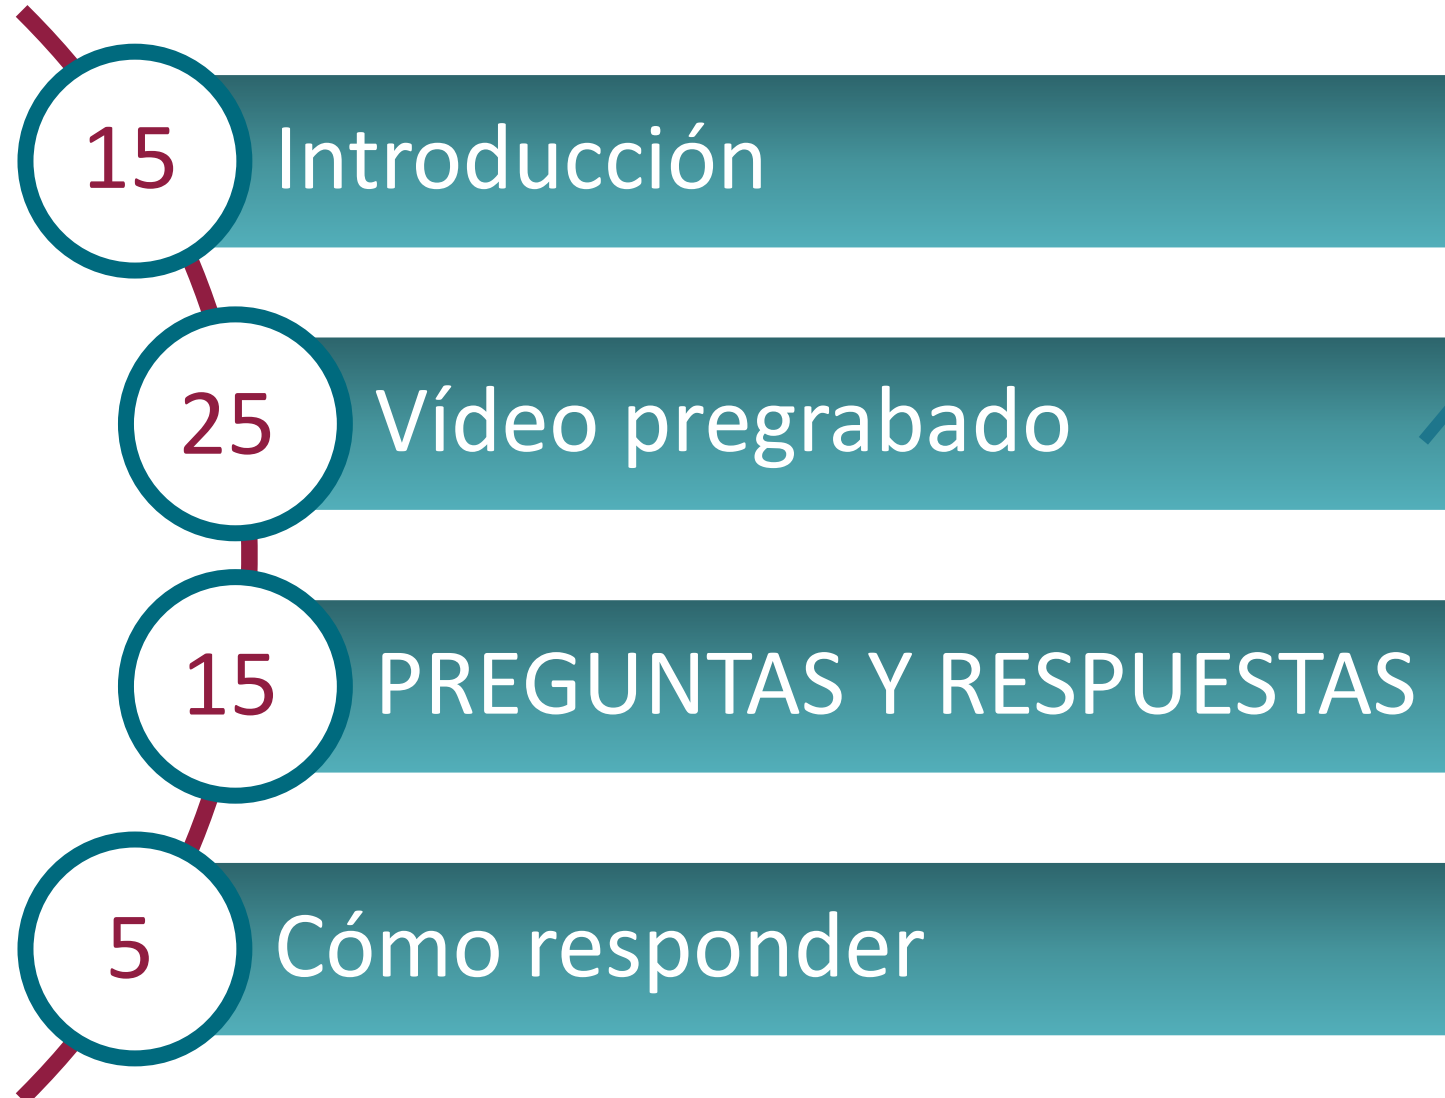 15 Introducción
25 Vídeo pregrabado
15 PREGUNTAS Y RESPUESTAS
5 Cómo responder